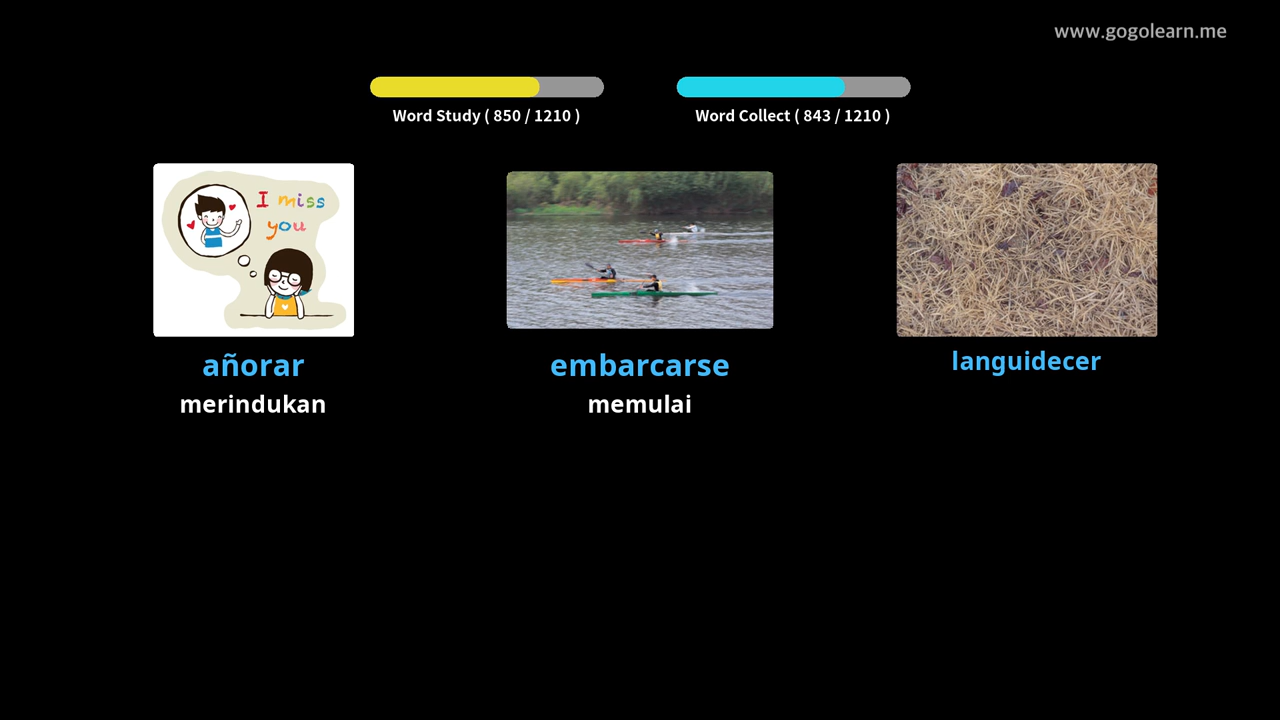 www.gogolearn.me
Word Study ( 850 / 1210 )
Word Collect ( 843 / 1210 )
I miss
you
añorar
merindukan
embarcarse
memulai
languidecer